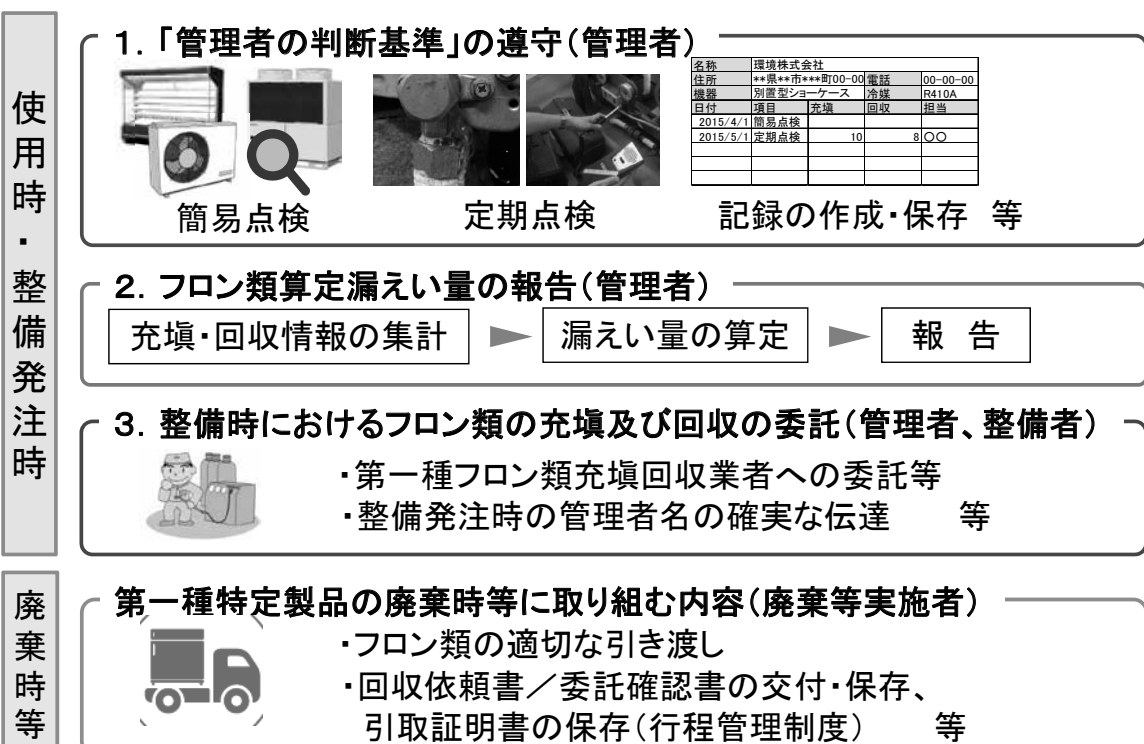 使用時・整備発注時
1．「管理者の判断基準」の遵守（管理者）
名称 環境株式会社
住所 **県**市***町00-00 電話 00-00-00
機器 別置型ショーケース 冷媒 R410A
日付 項目 充塡 回収 担当
2015/4/1 簡易点検
2015/5/1 定期点検 10 8 〇〇
簡易点検 定期点検 記録の作成・保存 等
2．フロン類算定漏えい量の報告（管理者）
充塡・回収情報の集計 漏えい量の算定 報 告
3．整備時におけるフロン類の充塡及び回収の委託（管理者、整備者）
・第一種フロン類充塡回収業者への委託等
・整備発注時の管理者名の確実な伝達 等
廃棄時等
第一種特定製品の廃棄時等に取り組む内容（廃棄等実施者）
・フロン類の適切な引き渡し
・回収依頼書／委託確認書の交付・保存、
引取証明書の保存（行程管理制度） 等